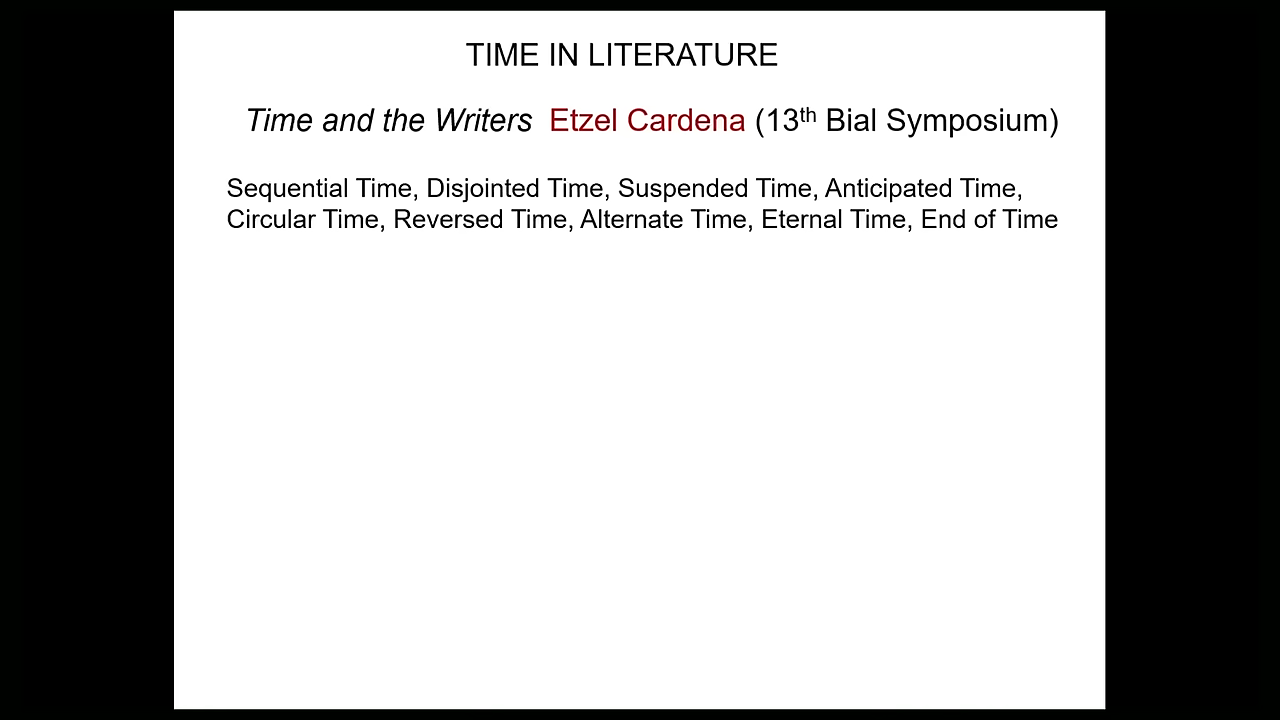 TIME IN LITERATURE
Time and the Writers Etzel Cardena (13th Bial Symposium)
Sequential Time, Disjointed Time, Suspended Time, Anticipated Time,
Circular Time, Reversed Time, Alternate Time, Eternal Time, End of Time